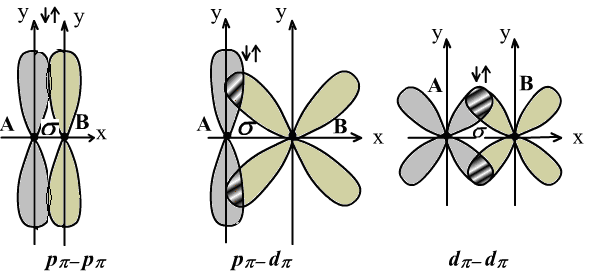 y ↓↑ y
A σ B x
pπ–pπ
y ↓↑ y
A σ B x
pπ–dπ
y ↓↑ y
A B
σ x
dπ–dπ